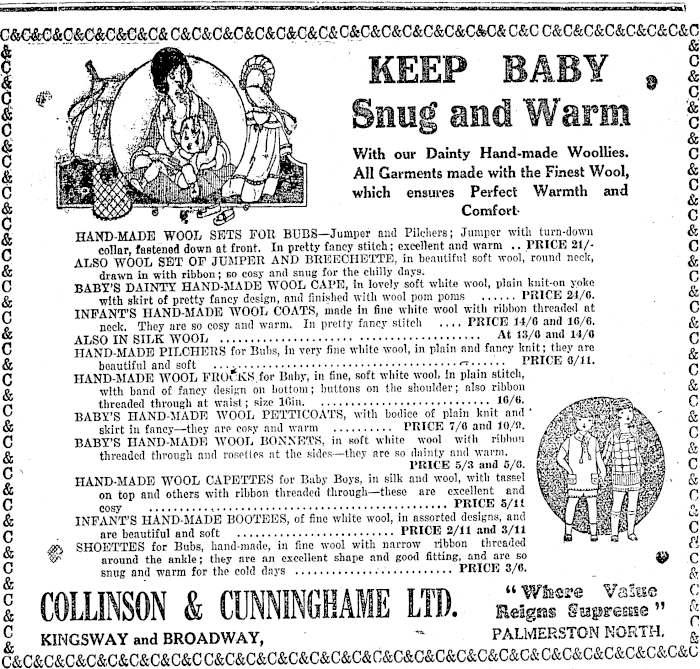 C&C&C&C&C&C&C&C&C& C&C&C&C&C&C&C&C&C&C&C&C&C&C&C&C&C&C C&C C&C&C&C&C&C&C&C
KEEP BABY
Snug and Warm
With our Dainty Hand-made Woollies.
All Garments made with the Finest Wool,
which ensures Perfect Warmth and
Comfort.
HAND-MADE WOOL SETS FOR BUBS—Jumper and Pilchers; Jumper with turn-down
collar, fastened down at front. In pretty fancy stitch; excellent and warm .. PRICE 21/-
ALSO WOOL SET OF JUMPER AND BREECHETTE, in beautiful soft wool, round neck,
drawn in with ribbon; so cosy and snug for the chilly days.
BABY'S DAINTY HAND-MADE WOOL CAPE, in lovely soft white wool, plain knit-on yoke
with skirt of pretty fancy design, and finished with wool pom poms ...... PRICE 24/6.
INFANT'S HAND-MADE WOOL COATS, made in fine white wool with ribbon threaded at
neck. They are so cosy and warm. In pretty fancy stitch .... PRICE 14/6 and 16/6.
ALSO IN SILK WOOL ........................................ At 13/6 and 14/6
HAND-MADE PILCHERS for Bubs, in very fine white wool, in plain and fancy knit; they are
beautiful and soft ........................................ PRICE 6/11.
HAND-MADE WOOL FROCKS for Baby, in fine, soft white wool, in plain stitch,
with band of fancy design on bottom; buttons on the shoulder; also ribbon
threaded through at waist; size 16in. ........................ 16/6.
BABY'S HAND-MADE WOOL PETTICOATS, with bodice of plain knit and
skirt in fancy—they are cosy and warm .......... PRICE 7/6 and 10/9.
BABY'S HAND-MADE WOOL BONNETS, in soft white wool with ribbon
threaded through and rosettes at the sides—they are so dainty and warm.
PRICE 5/3 and 5/6.
HAND-MADE WOOL CAPETTES for Baby Boys, in silk and wool, with tassel
on top and others with ribbon threaded through—these are excellent and
cosy ........................................ PRICE 5/11
INFANT'S HAND-MADE BOOTEES, of fine white wool, in assorted designs, and
are beautiful and soft ........................ PRICE 2/11 and 3/11
SHOETTES for Bubs, hand-made, in fine wool with narrow ribbon threaded
around the ankle; they are an excellent shape and good fitting, and are so
snug and warm for the cold days ...................... PRICE 3/6.
COLLINSON & CUNNINGHAME LTD.
"Where Value
Reigns Supreme"
KINGSWAY and BROADWAY,
PALMERSTON NORTH.
C&C&C&C&C&C&C&C&C&C&C&C&C&C&C&C&C&C&C&C&C&C&C&C&C&C&C&C&C&C&C&C&C&C&C